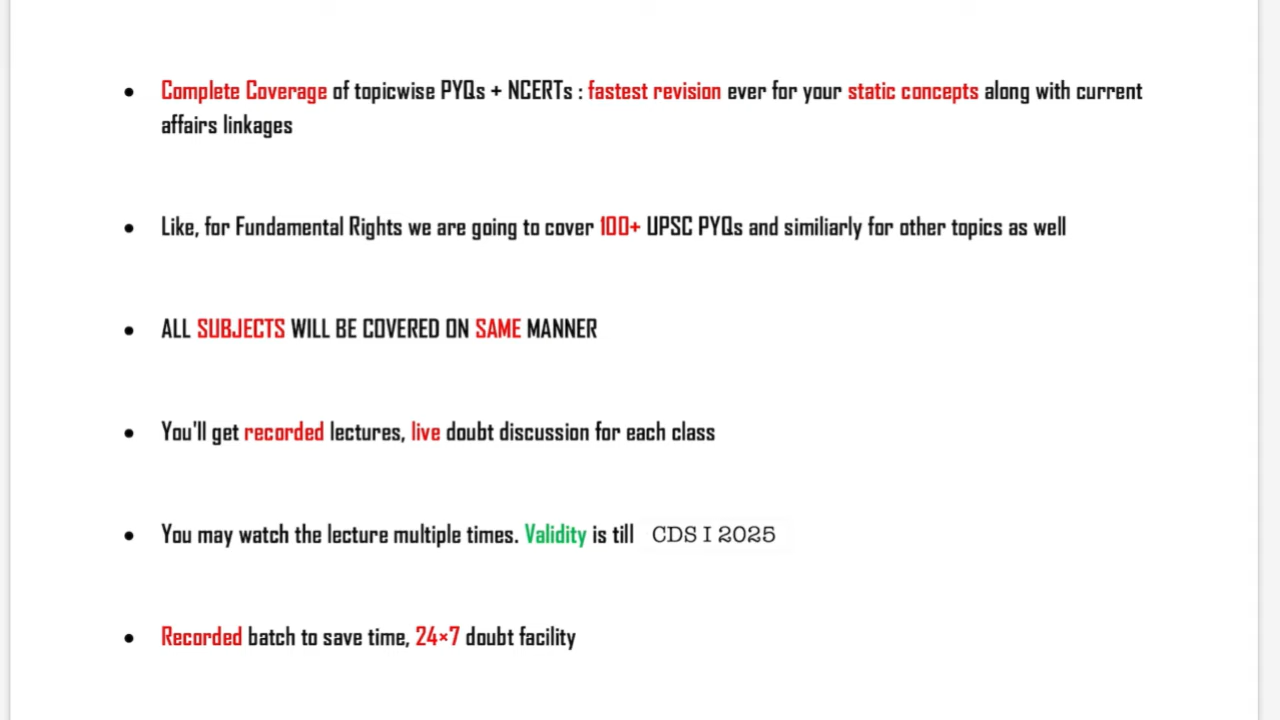 • Complete Coverage of topicwise PYQs + NCERTs : fastest revision ever for your static concepts along with current
affairs linkages
• Like, for Fundamental Rights we are going to cover 100+ UPSC PYQs and similiarly for other topics as well
• ALL SUBJECTS WILL BE COVERED ON SAME MANNER
• You'll get recorded lectures, live doubt discussion for each class
• You may watch the lecture multiple times. Validity is till CDS I 2025
• Recorded batch to save time, 24×7 doubt facility